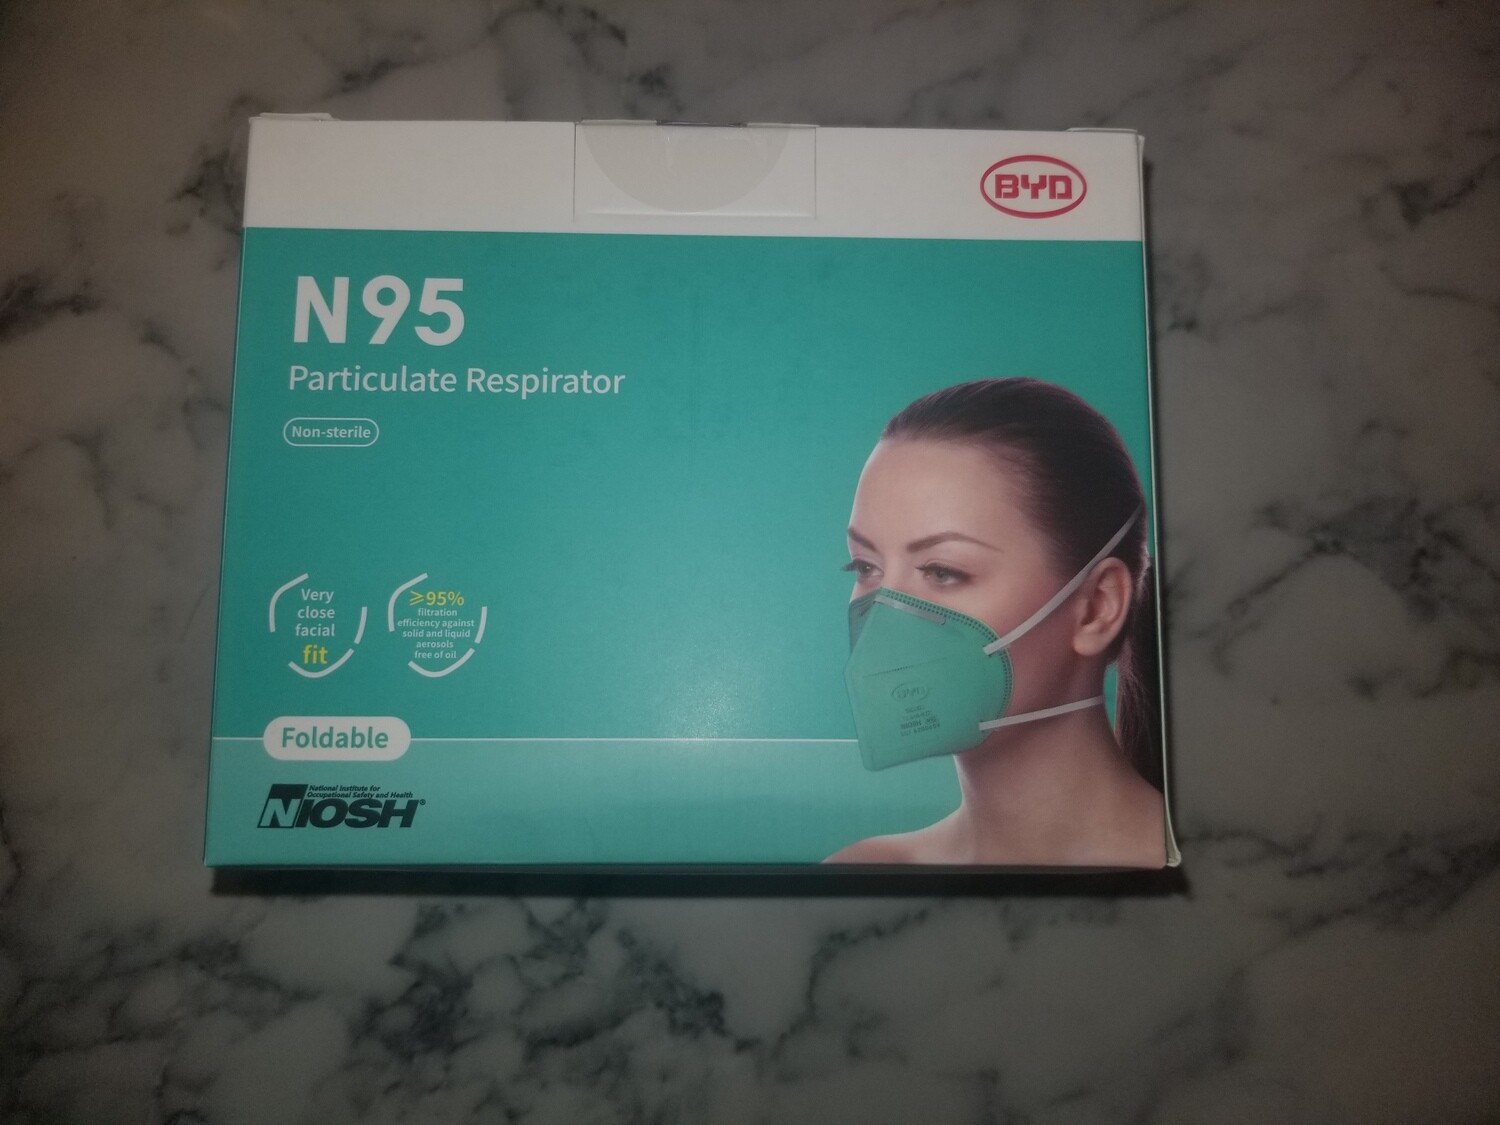 BYD
N95
Particulate Respirator
Non-sterile
Very
close
facial
fit
≥95%
filtration
efficiency against
solid and liquid
aerosols
free of oil
Foldable
National Institute for
Occupational Safety and Health
NIOSH®